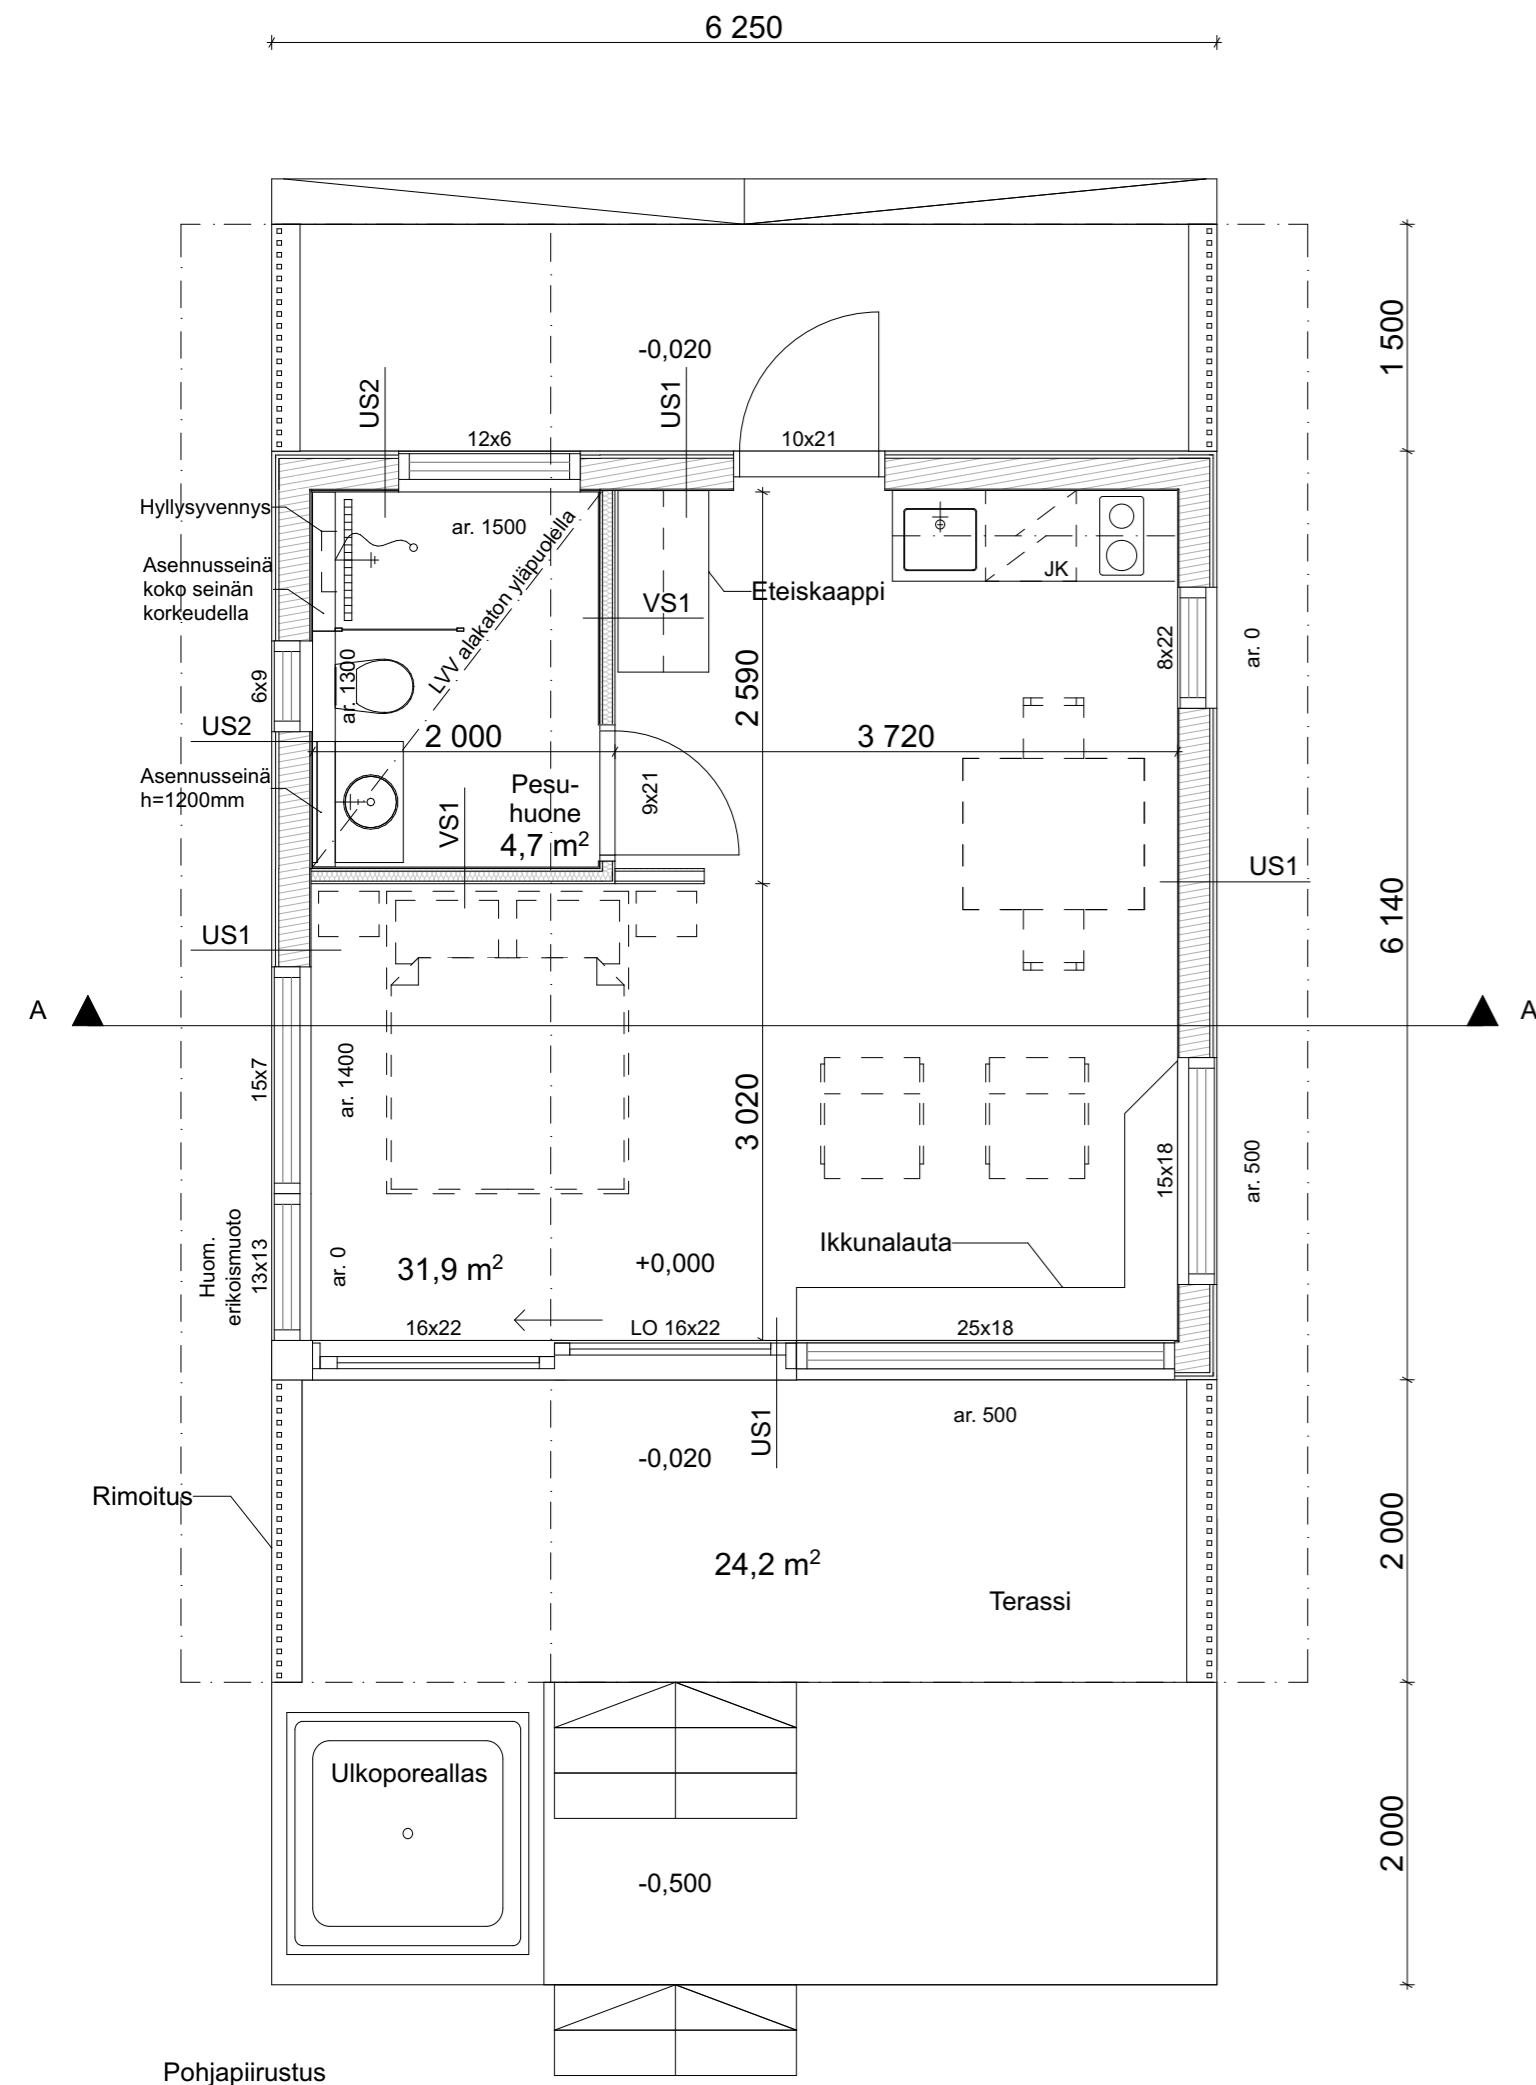 6 250
1 500
-0,020
US2
US1
12x6
10x21
Hyllysyvennys
ar. 1500
Asennusseinä
koko seinän
korkeudella
LVV alakaton yläpuolella
VS1
Eteiskaappi
JK
8x22
ar. 0
6x9
ar. 1300
2 590
US2
2 000
3 720
Asennusseinä
h=1200mm
Pesu-
huone
4,7 m²
VS1
9x21
US1
6 140
US1
A
A
15x7
ar. 1400
3 020
15x18
ar. 500
Ikkunalauta
Huom.
erikoismuoto
13x13
ar. 0
31,9 m²
+0,000
16x22
LO 16x22
25x18
ar. 500
US1
-0,020
Rimoitus
2 000
24,2 m²
Terassi
Ulkoporeallas
2 000
-0,500
Pohjapiirustus